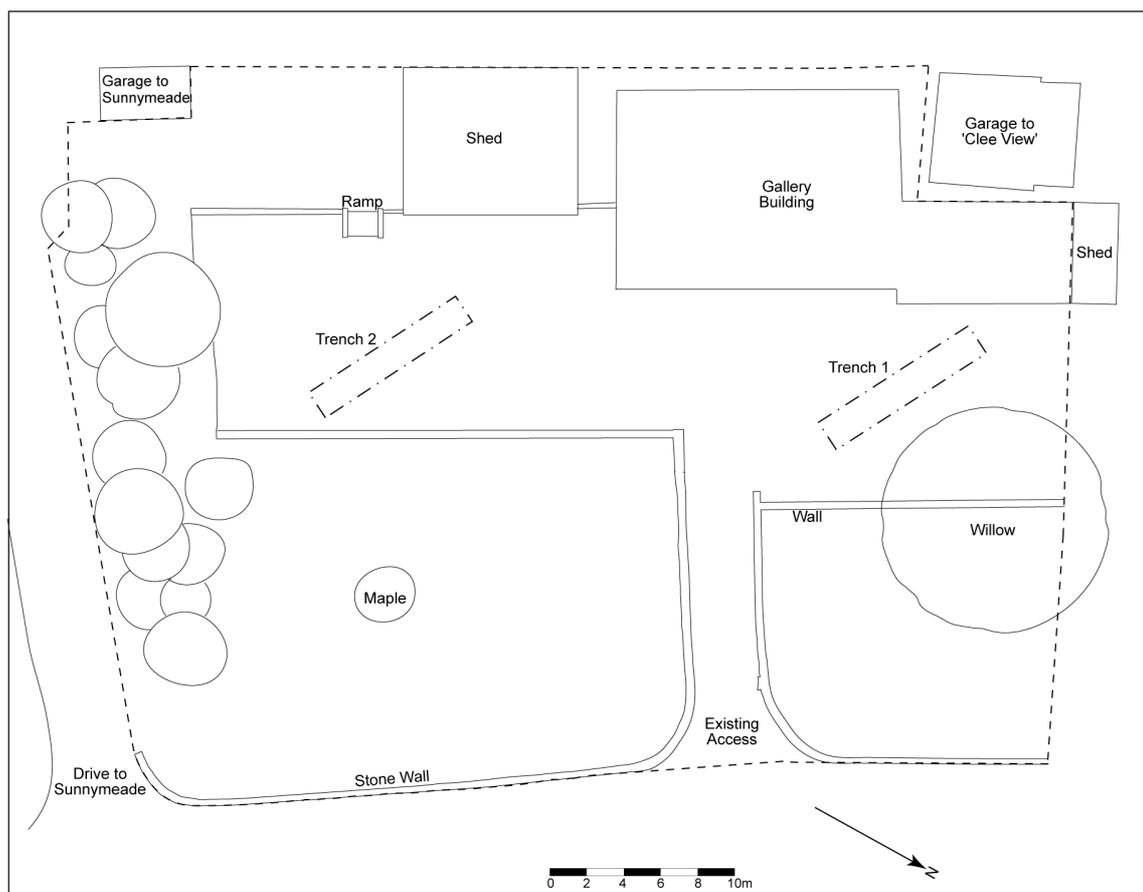 Garage to
Sunnymeade
Shed
Garage to
'Clee View'
Gallery
Building
Ramp
Shed
Trench 2
Trench 1
Wall
Willow
Maple
Existing
Access
Drive to
Sunnymeade
Stone Wall
N
0 2 4 6 8 10m